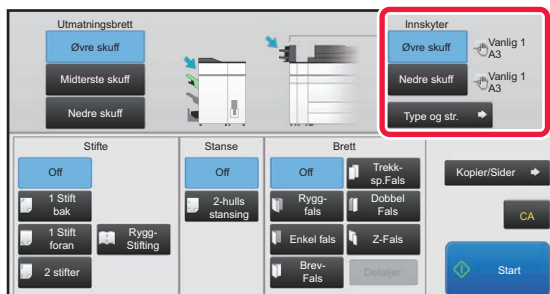 Utmatningsbrett
Øvre skuff
Midterste skuff
Nedre skuff
Innskyter
Øvre skuff
Vanlig 1
A3
Nedre skuff
Vanlig 1
A3
Type og str.
Stifte
Off
1 Stift
bak
1 Stift
foran
Rygg-
Stifting
2 stifter
Stanse
Off
2-hulls
stansing
Brett
Off
Trekk-
sp.Fals
Rygg-
fals
Dobbel
Fals
Enkel fals
Z-Fals
Brev-
Fals
Detaljer
Kopier/Sider
CA
Start